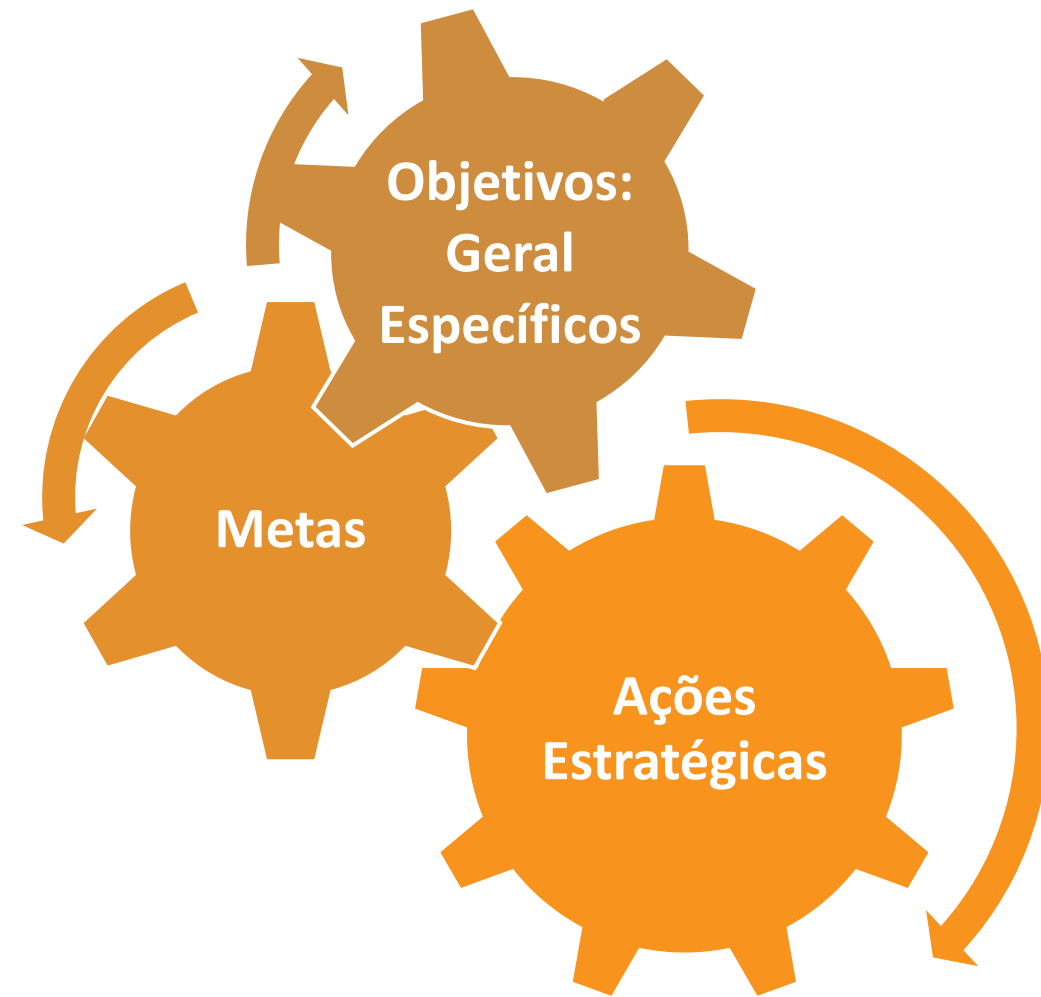 Objetivos:
Geral
Específicos
Metas
Ações
Estratégicas